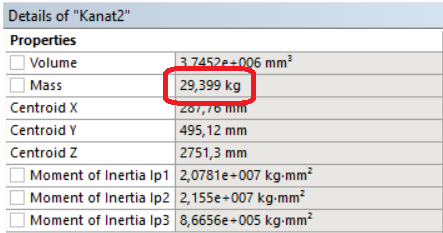 Details of "Kanat2"
Properties
Volume 3,7452e+006 mm³
Mass 29,399 kg
Centroid X 287,76 mm
Centroid Y 495,12 mm
Centroid Z 2751,3 mm
Moment of Inertia Ip1 2,0781e+007 kg·mm²
Moment of Inertia Ip2 2,155e+007 kg·mm²
Moment of Inertia Ip3 8,6656e+005 kg·mm²